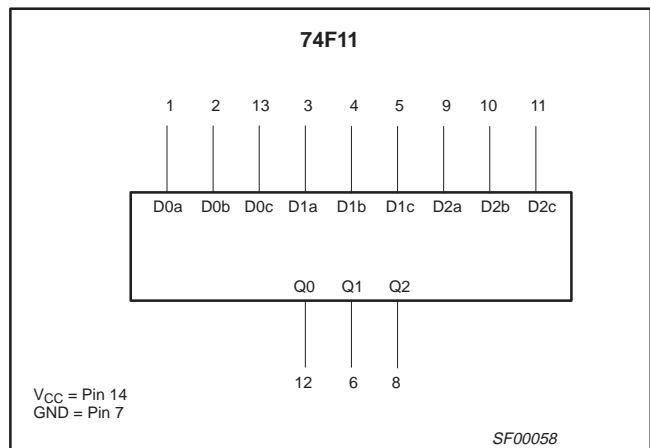 74F11
1 2 13 3 4 5 9 10 11
D0a D0b D0c D1a D1b D1c D2a D2b D2c
Q0 Q1 Q2
12 6 8
VCC = Pin 14
GND = Pin 7
SF00058